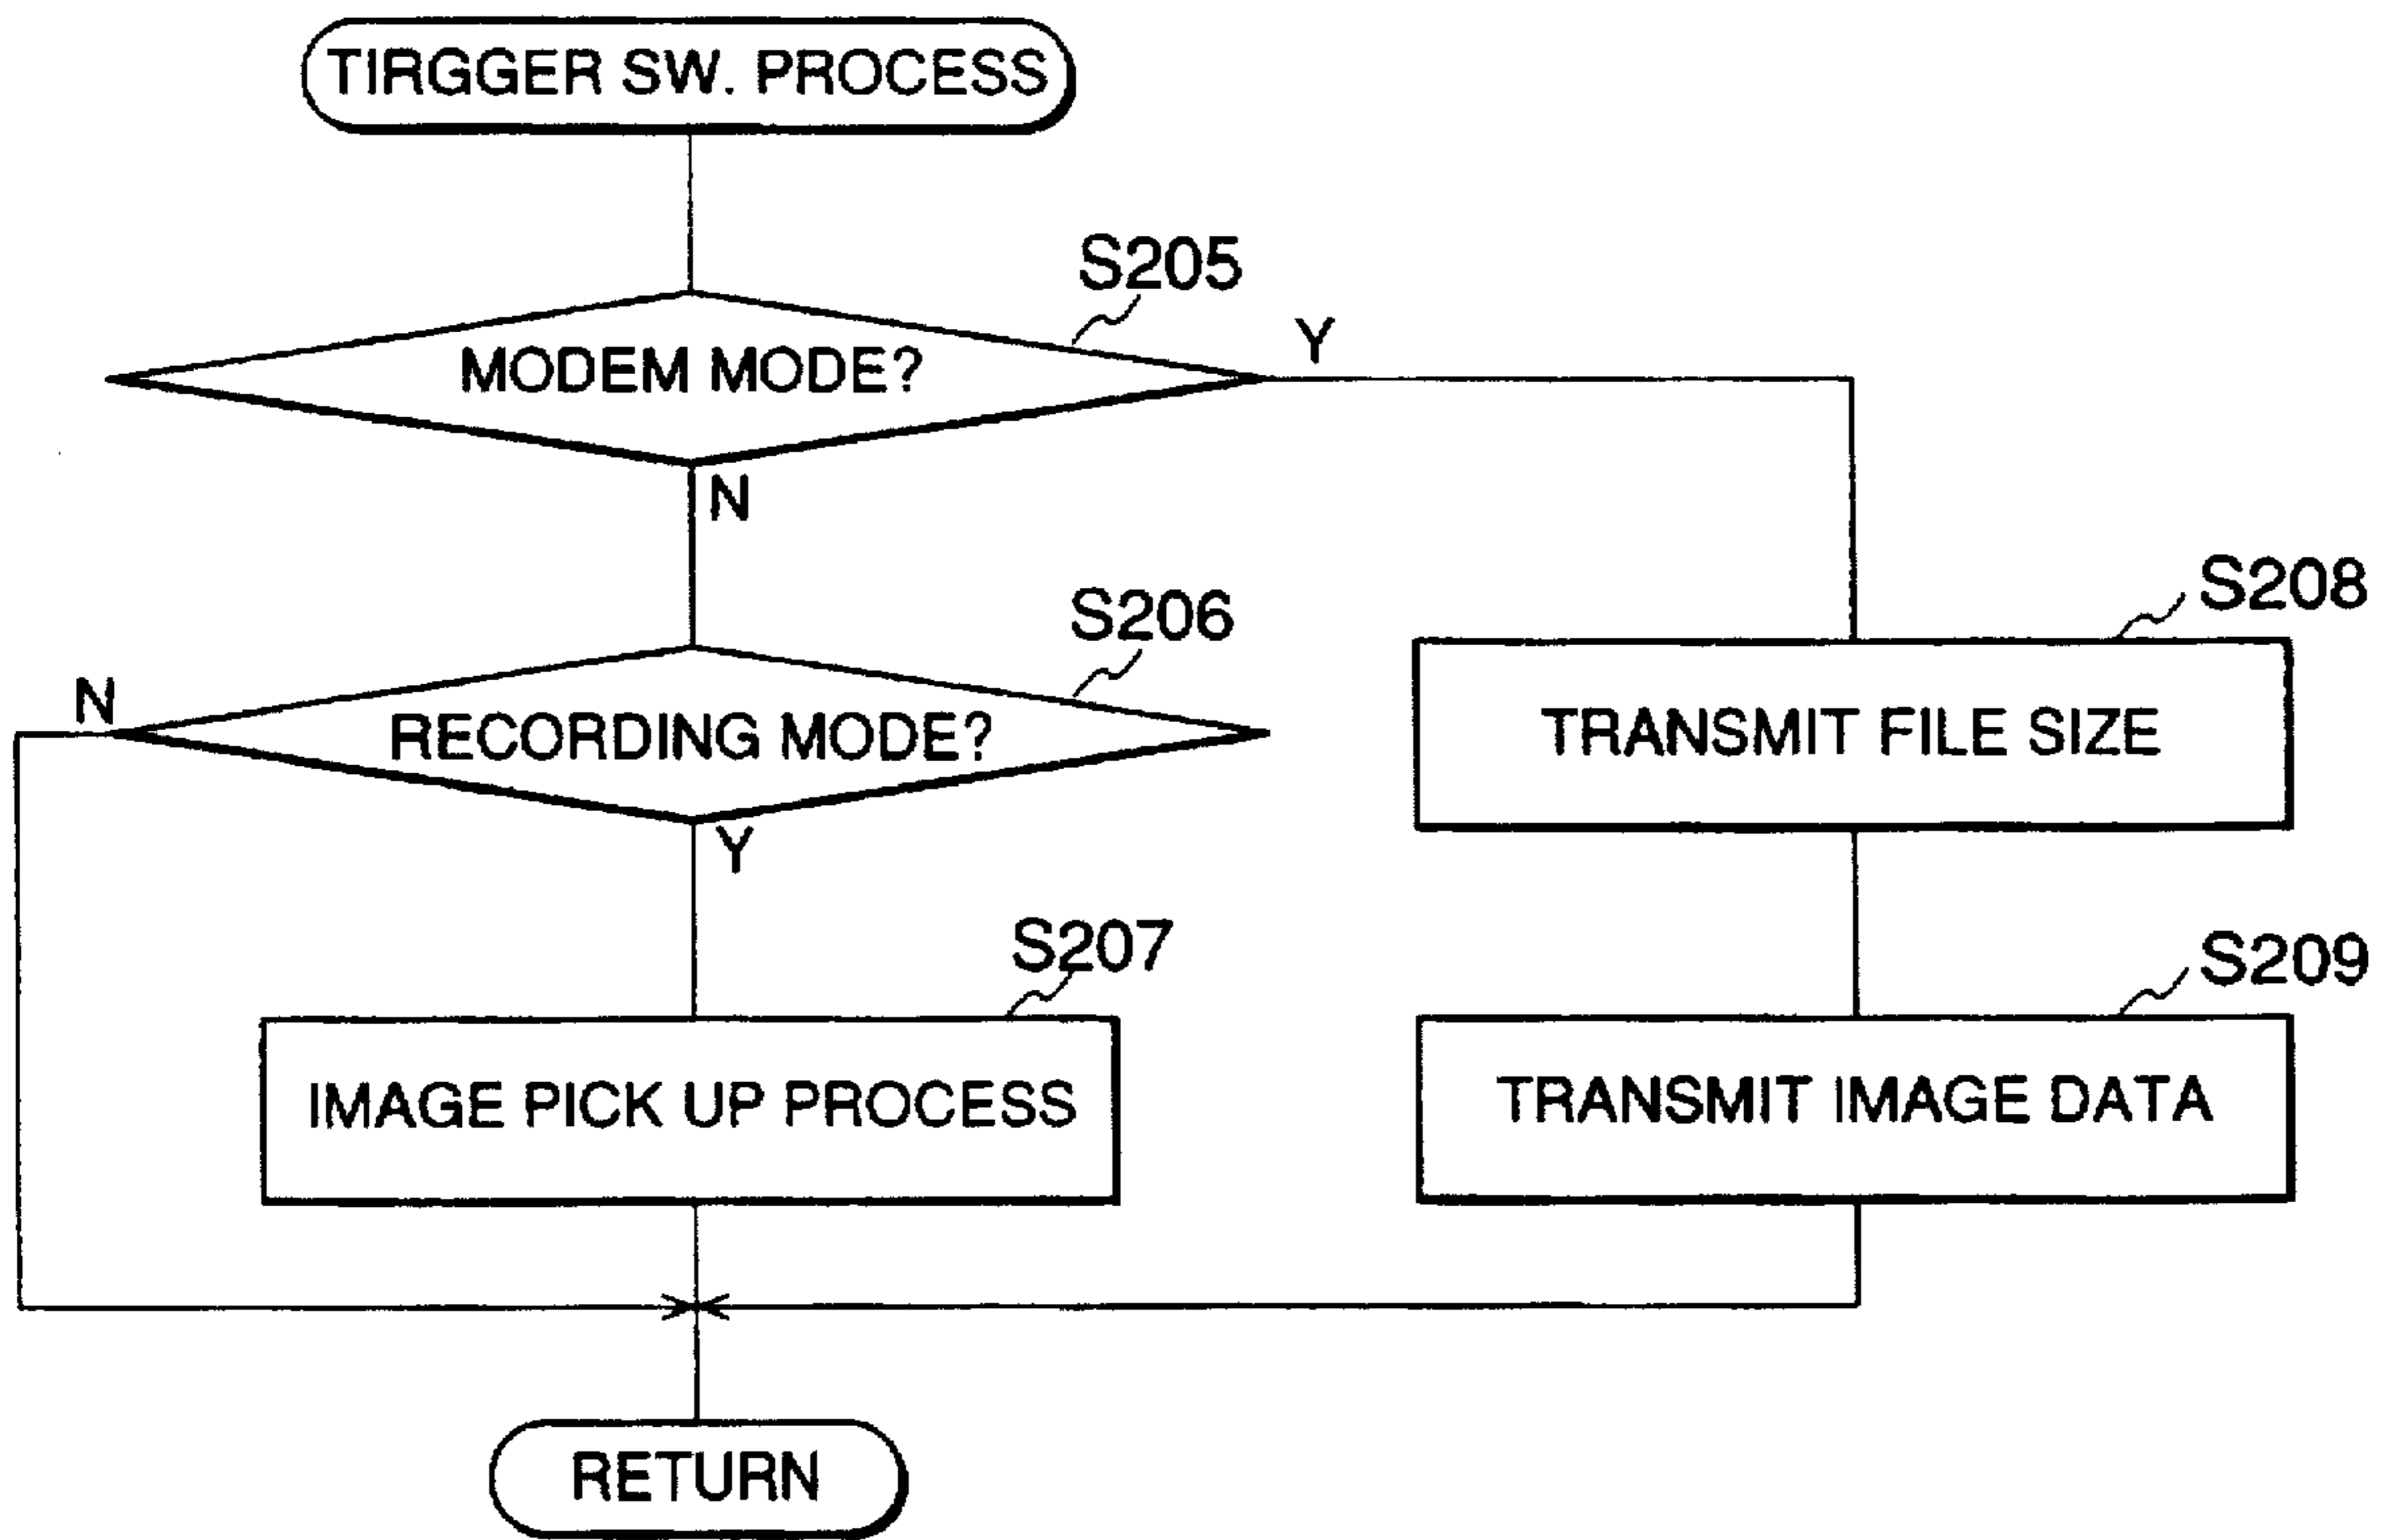 TIRGGER SW. PROCESS
S205
MODEM MODE?
Y
N
S206
N
RECORDING MODE?
Y
S208
TRANSMIT FILE SIZE
S207
IMAGE PICK UP PROCESS
S209
TRANSMIT IMAGE DATA
RETURN